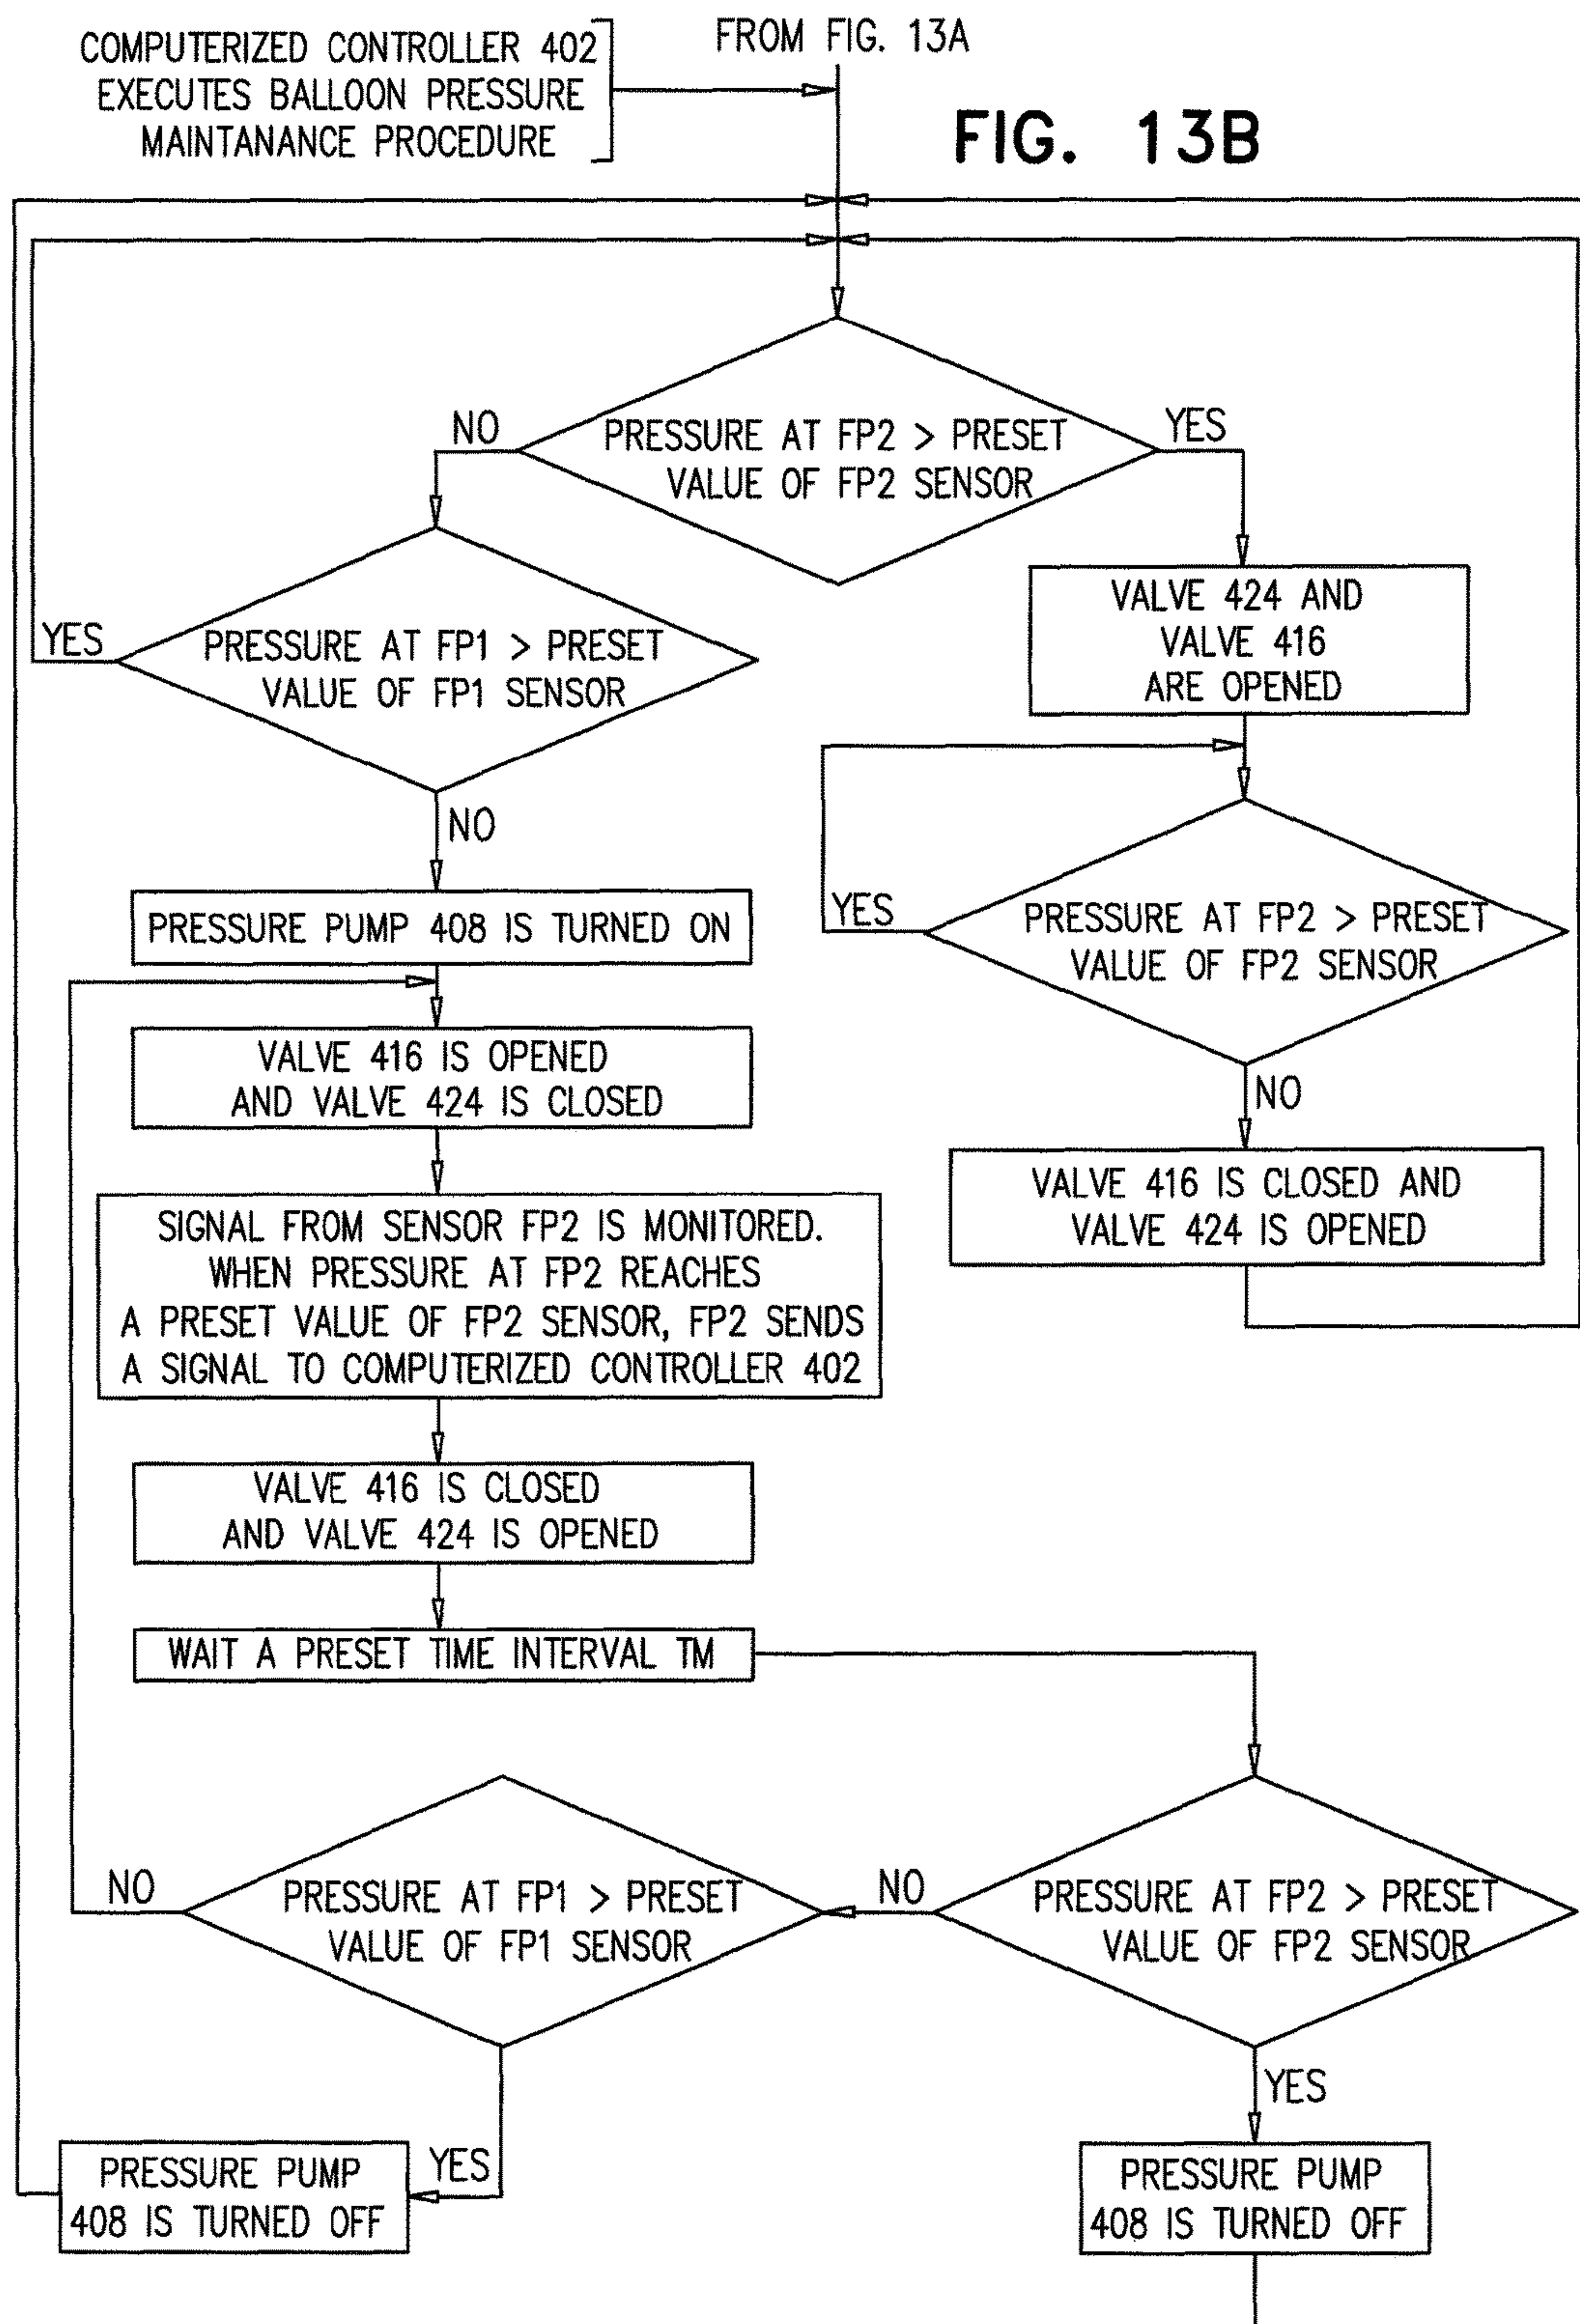 COMPUTERIZED CONTROLLER 402
EXECUTES BALLOON PRESSURE
MAINTANANCE PROCEDURE
FROM FIG. 13A
FIG. 13B
NO
PRESSURE AT FP2 > PRESET
VALUE OF FP2 SENSOR
YES
YES
PRESSURE AT FP1 > PRESET
VALUE OF FP1 SENSOR
VALVE 424 AND
VALVE 416
ARE OPENED
NO
YES
PRESSURE AT FP2 > PRESET
VALUE OF FP2 SENSOR
PRESSURE PUMP 408 IS TURNED ON
VALVE 416 IS OPENED
AND VALVE 424 IS CLOSED
NO
VALVE 416 IS CLOSED AND
VALVE 424 IS OPENED
SIGNAL FROM SENSOR FP2 IS MONITORED.
WHEN PRESSURE AT FP2 REACHES
A PRESET VALUE OF FP2 SENSOR, FP2 SENDS
A SIGNAL TO COMPUTERIZED CONTROLLER 402
VALVE 416 IS CLOSED
AND VALVE 424 IS OPENED
WAIT A PRESET TIME INTERVAL TM
NO
PRESSURE AT FP1 > PRESET
VALUE OF FP1 SENSOR
NO
PRESSURE AT FP2 > PRESET
VALUE OF FP2 SENSOR
YES
YES
PRESSURE PUMP
408 IS TURNED OFF
PRESSURE PUMP
408 IS TURNED OFF